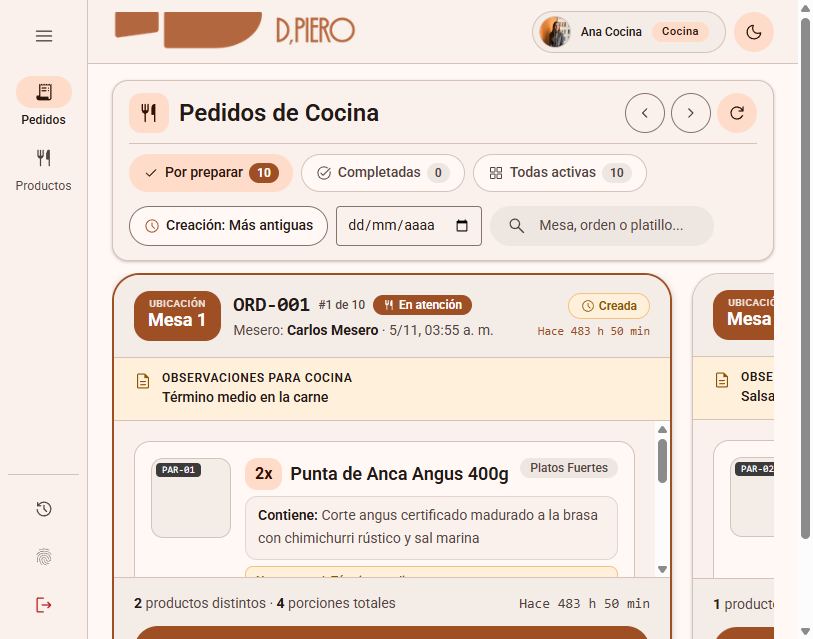 D,PIERO
Ana Cocina Cocina
Pedidos
Productos
Pedidos de Cocina
Por preparar 10
Completadas 0
Todas activas 10
Creación: Más antiguas
dd/mm/aaaa
Mesa, orden o platillo...
UBICACIÓN
Mesa 1
ORD-001 #1 de 10 En atención
Mesero: Carlos Mesero · 5/11, 03:55 a. m.
Creada
Hace 483 h 50 min
OBSERVACIONES PARA COCINA
Término medio en la carne
PAR-01
2x Punta de Anca Angus 400g Platos Fuertes
Contiene: Corte angus certificado madurado a la brasa
con chimichurri rústico y sal marina
2 productos distintos · 4 porciones totales
Hace 483 h 50 min
UBICACIÓ
Mesa
OBSE
Salsa
PAR-02
1 product